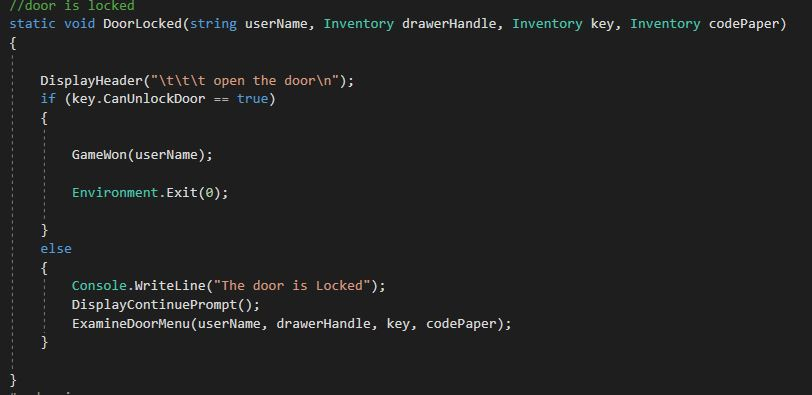 //door is locked
static void DoorLocked(string userName, Inventory drawerHandle, Inventory key, Inventory codePaper)
{
DisplayHeader("\t\t\t open the door\n");
if (key.CanUnlockDoor == true)
{
GameWon(userName);
Environment.Exit(0);
}
else
{
Console.WriteLine("The door is Locked");
DisplayContinuePrompt();
ExamineDoorMenu(userName, drawerHandle, key, codePaper);
}
}